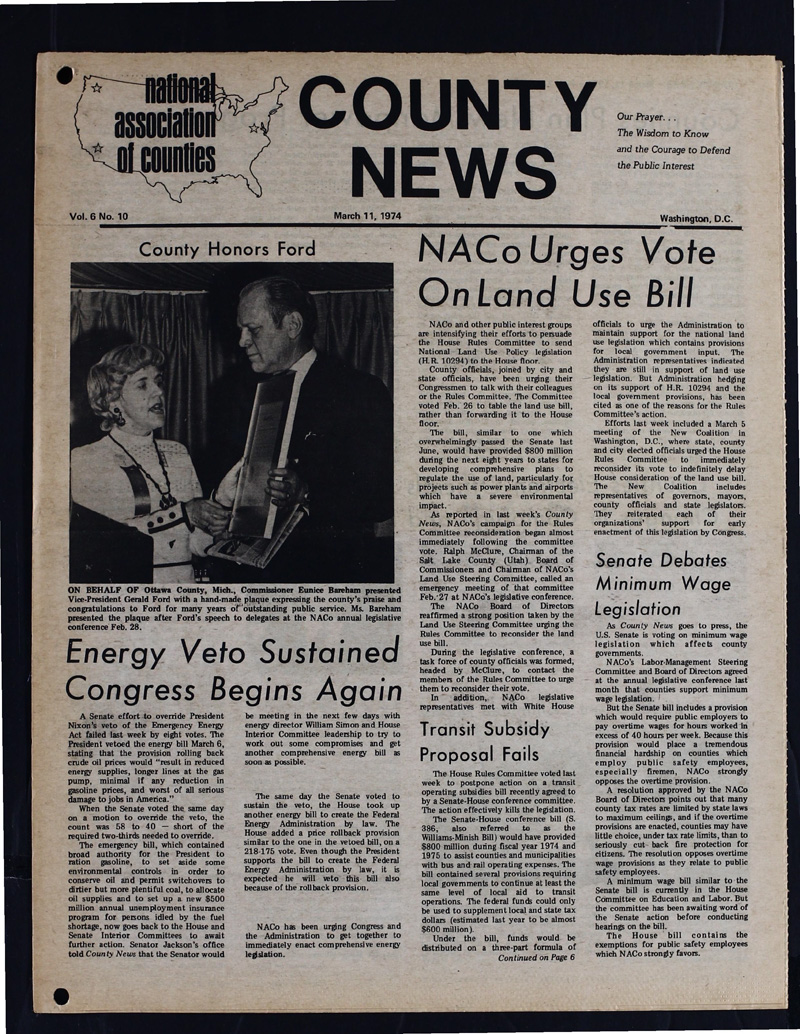 national
association
of counties
COUNTY
NEWS
Our Prayer. . .
The Wisdom to Know
and the Courage to Defend
the Public Interest
Vol. 6 No. 10
March 11, 1974
Washington, D.C.
County Honors Ford
ON BEHALF OF Ottawa County, Mich., Commissioner Eunice Bareham presented
Vice-President Gerald Ford with a hand-made plaque expressing the county's praise and
congratulations to Ford for many years of outstanding public service. Ms. Bareham
presented the plaque after Ford's speech to delegates at the NACo annual legislative
conference Feb. 28.
Energy Veto Sustained
Congress Begins Again
A Senate effort to override President
Nixon's veto of the Emergency Energy
Act failed last week by eight votes. The
President vetoed the energy bill March 6,
stating that the provision rolling back
crude oil prices would "result in reduced
energy supplies, longer lines at the gas
pump, minimal if any reduction in
gasoline prices, and worst of all serious
damage to jobs in America."
When the Senate voted the same day
on a motion to override the veto, the
count was 58 to 40 — short of the
required two-thirds needed to override.
The emergency bill, which contained
broad authority for the President to
ration gasoline, to set aside some
environmental controls in order to
conserve oil and permit switchovers to
dirtier but more plentiful coal, to allocate
oil supplies and to set up a new $500
million annual unemployment insurance
program for persons idled by the fuel
shortage, now goes back to the House and
Senate Interior Committees to await
further action. Senator Jackson's office
told County News that the Senator would
be meeting in the next few days with
energy director William Simon and House
Interior Committee leadership to try to
work out some compromises and get
another comprehensive energy bill as
soon as possible.
The same day the Senate voted to
sustain the veto, the House took up
another energy bill to create the Federal
Energy Administration by law. The
House added a price rollback provision
similar to the one in the vetoed bill, on a
218-175 vote. Even though the President
supports the bill to create the Federal
Energy Administration by law, it is
expected he will veto this bill also
because of the rollback provision.
NACo has been urging Congress and
the Administration to get together to
immediately enact comprehensive energy
legislation.
NACo Urges Vote
On Land Use Bill
NACo and other public interest groups
are intensifying their efforts to persuade
the House Rules Committee to send
National Land Use Policy legislation
(H.R. 10294) to the House floor.
County officials, joined by city and
state officials, have been urging their
Congressmen to talk with their colleagues
or the Rules Committee. The Committee
voted Feb. 26 to table the land use bill,
rather than forwarding it to the House
floor.
The bill, similar to one which
overwhelmingly passed the Senate last
June, would have provided $800 million
during the next eight years to states for
developing comprehensive plans to
regulate the use of land, particularly for
projects such as power plants and airports
which have a severe environmental
impact.
As reported in last week's County
News, NACo's campaign for the Rules
Committee reconsideration began almost
immediately following the committee
vote. Ralph McClure, Chairman of the
Salt Lake County (Utah) Board of
Commissioners and Chairman of NACo's
Land Use Steering Committee, called an
emergency meeting of that committee
Feb. 27 at NACo's legislative conference.
The NACo Board of Directors
reaffirmed a strong position taken by the
Land Use Steering Committee urging the
Rules Committee to reconsider the land
use bill.
During the legislative conference, a
task force of county officials was formed,
headed by McClure, to contact the
members of the Rules Committee to urge
them to reconsider their vote.
In addition, NACo legislative
representatives met with White House
officials to urge the Administration to
maintain support for the national land
use legislation which contains provisions
for local government input. The
Administration representatives indicated
they are still in support of land use
legislation. But Administration hedging
on its support of H.R. 10294 and the
local government provisions, has been
cited as one of the reasons for the Rules
Committee's action.
Efforts last week included a March 5
meeting of the New Coalition in
Washington, D.C., where state, county
and city elected officials urged the House
Rules Committee to immediately
reconsider its vote to indefinitely delay
House consideration of the land use bill.
The New Coalition includes
representatives of governors, mayors,
county officials and state legislators.
They reiterated each of their
organizations' support for early
enactment of this legislation by Congress.
Transit Subsidy
Proposal Fails
The House Rules Committee voted last
week to postpone action on a transit
operating subsidies bill recently agreed to
by a Senate-House conference committee.
The action effectively kills the legislation.
The Senate-House conference bill (S.
386, also referred to as the
Williams-Minish Bill) would have provided
$800 million during fiscal year 1974 and
1975 to assist counties and municipalities
with bus and rail operating expenses. The
bill contained several provisions requiring
local governments to continue at least the
same level of local aid to transit
operations. The federal funds could only
be used to supplement local and state tax
dollars (estimated last year to be almost
$600 million).
Under the bill, funds would be
distributed on a three-part formula of
Continued on Page 6
Senate Debates
Minimum Wage
Legislation
As County News goes to press, the
U.S. Senate is voting on minimum wage
legislation which affects county
governments.
NACo's Labor-Management Steering
Committee and Board of Directors agreed
at the annual legislative conference last
month that counties support minimum
wage legislation.
But the Senate bill includes a provision
which would require public employers to
pay overtime wages for hours worked in
excess of 40 hours per week. Because this
provision would place a tremendous
financial hardship on counties which
employ public safety employees,
especially firemen, NACo strongly
opposes the overtime provision.
A resolution approved by the NACo
Board of Directors points out that many
county tax rates are limited by state laws
to maximum ceilings, and if the overtime
provisions are enacted, counties may have
little choice, under tax rate limits, than to
seriously cut back fire protection for
citizens. The resolution opposes overtime
wage provisions as they relate to public
safety employees.
A minimum wage bill similar to the
Senate bill is currently in the House
Committee on Education and Labor. But
the committee has been awaiting word of
the Senate action before conducting
hearings on the bill.
The House bill contains the
exemptions for public safety employees
which NACo strongly favors.